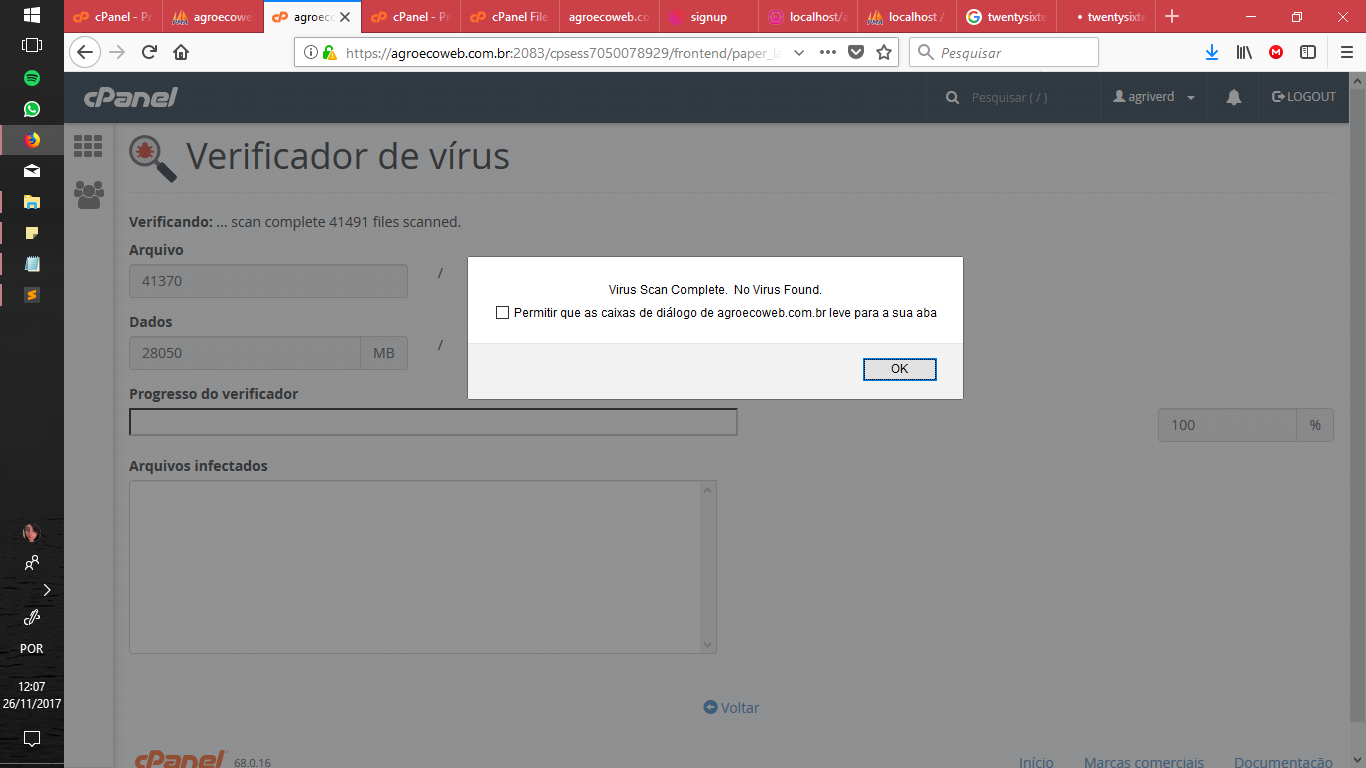 cPanel - Pr
agroecowe
agroec
cPanel - Pr
cPanel File
agroecoweb.co
signup
localhost/a
localhost /
twentysixte
twentysixte
https://agroecoweb.com.br:2083/cpsess7050078929/frontend/paper_la
Pesquisar
cPanel
Pesquisar ( / )
agriverd
LOGOUT
Verificador de vírus
Verificando: ... scan complete 41491 files scanned.
Arquivo
41370
/
Dados
28050
MB
/
Virus Scan Complete. No Virus Found.
Permitir que as caixas de diálogo de agroecoweb.com.br leve para a sua aba
OK
Progresso do verificador
100
%
Arquivos infectados
Voltar
cPanel
68.0.16
Início
Marcas comerciais
Documentação
POR
12:07
26/11/2017